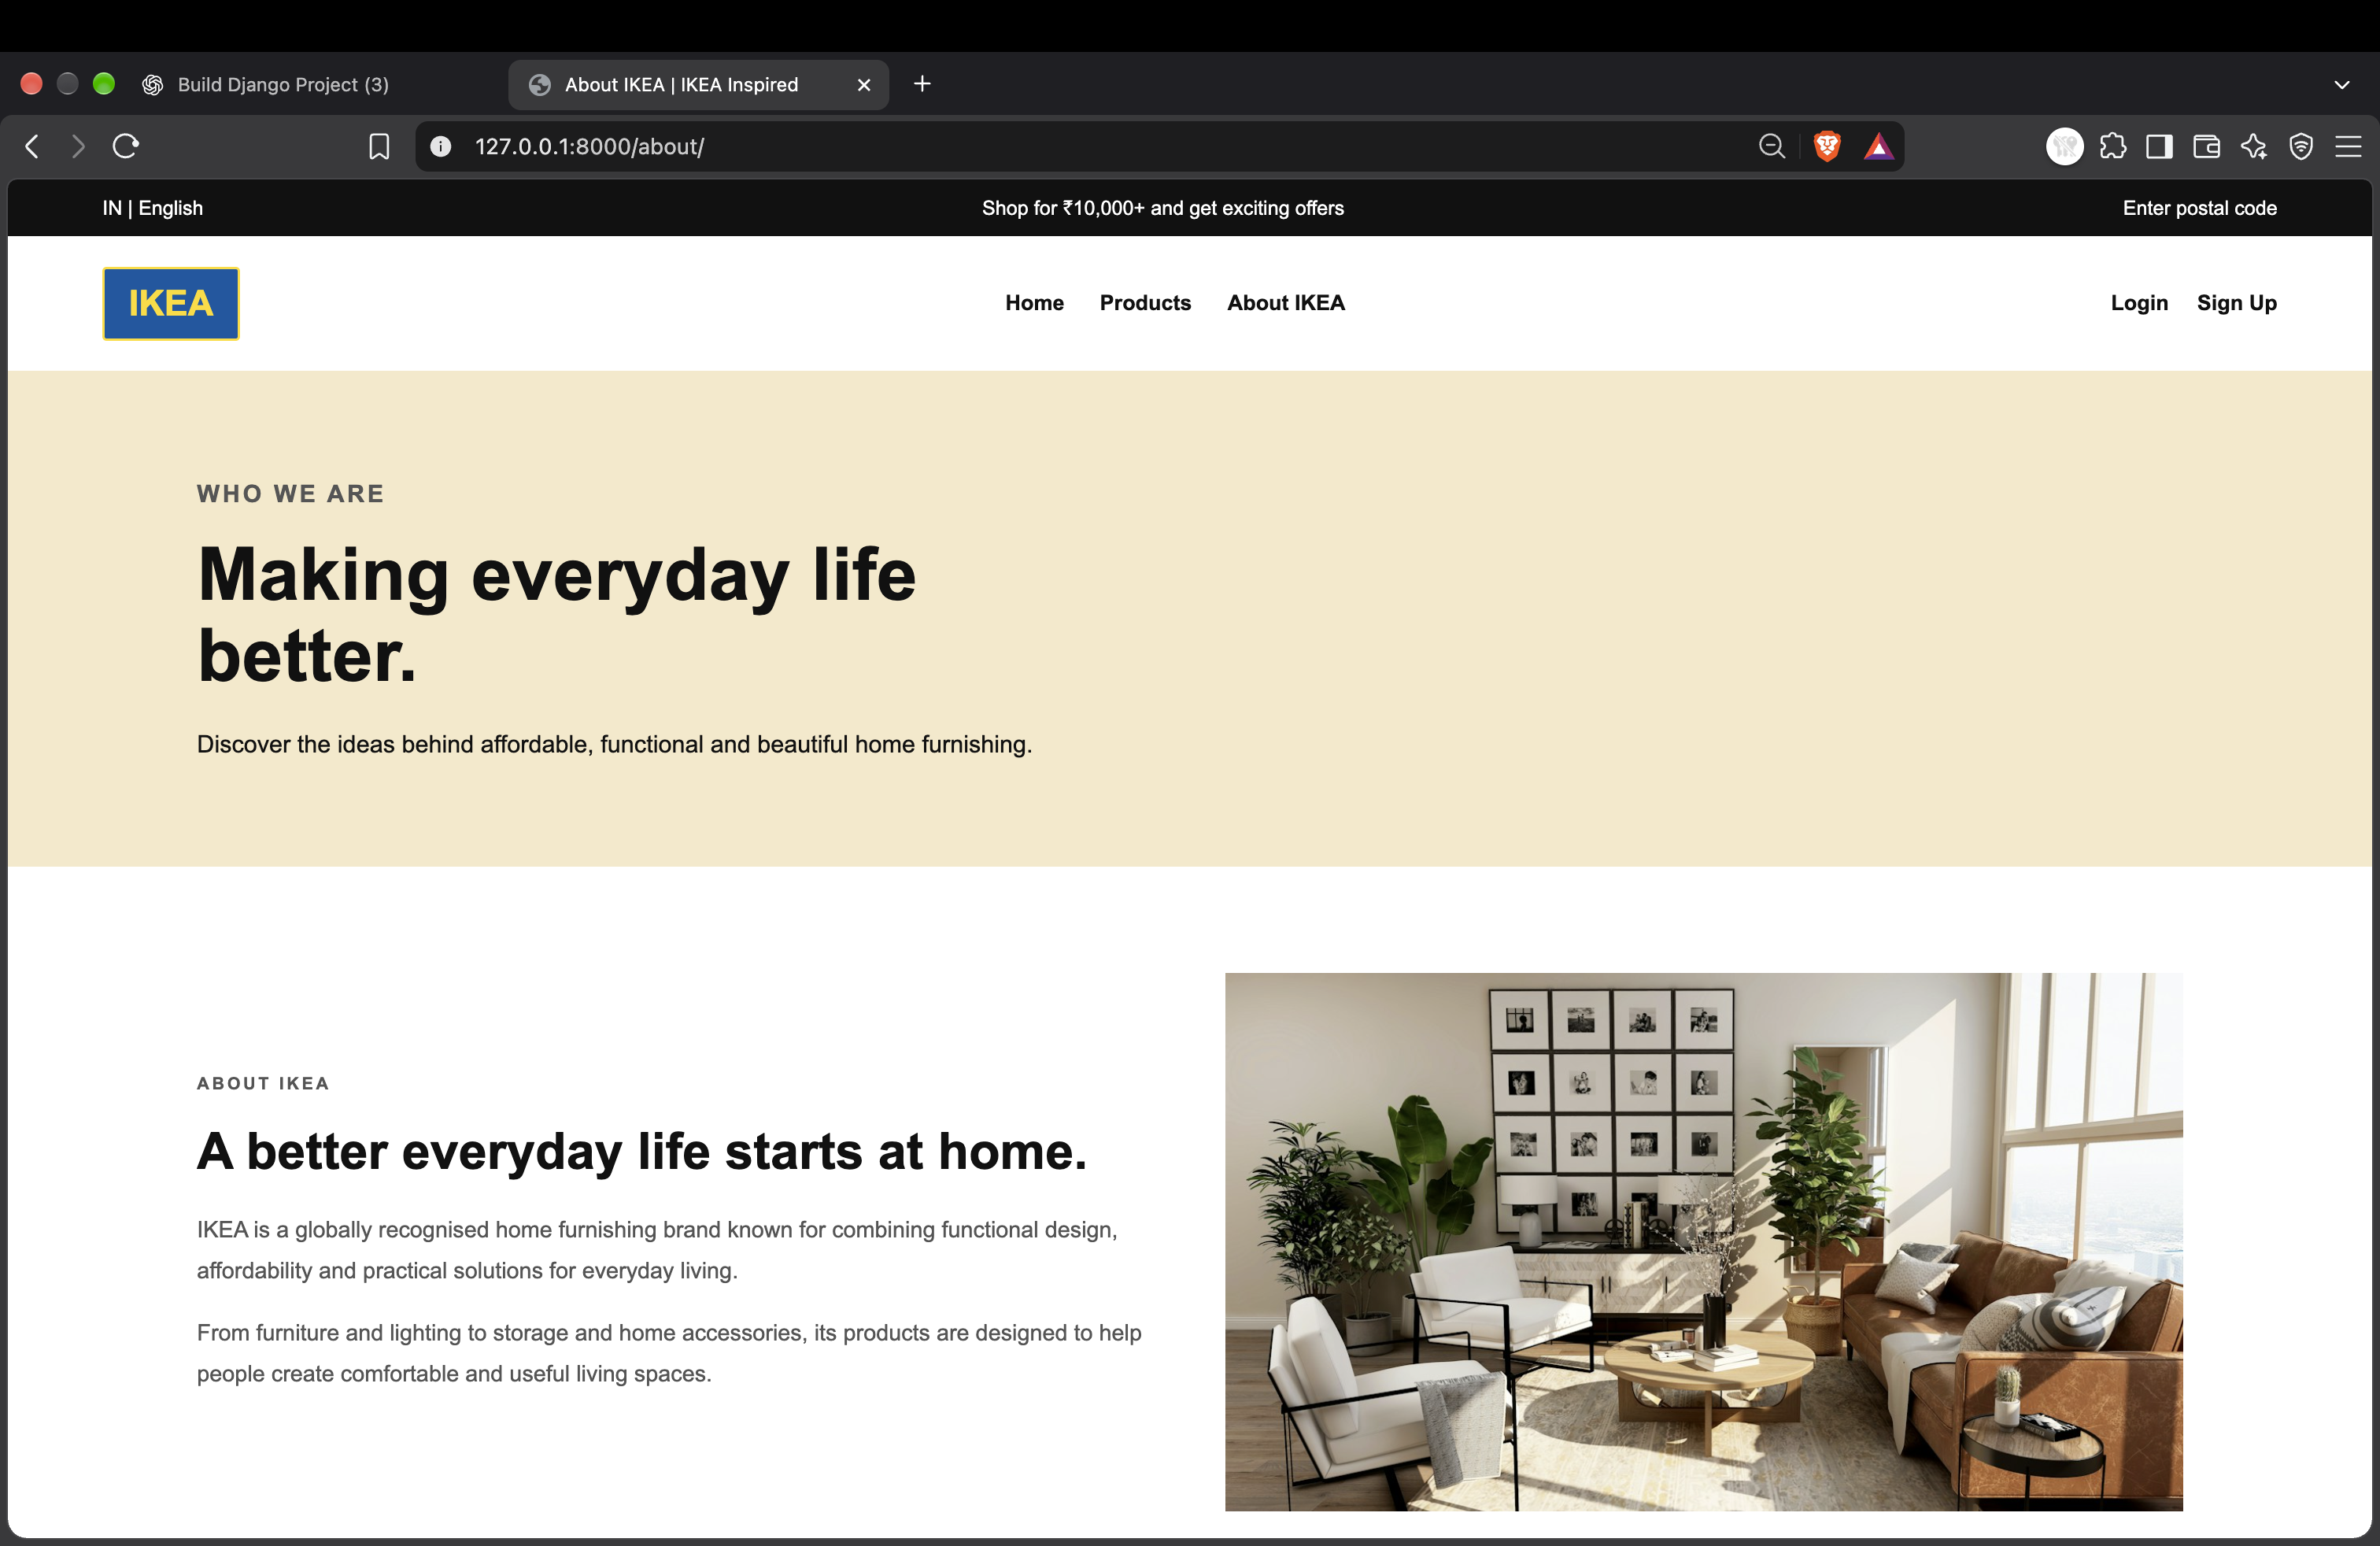 Build Django Project (3)
About IKEA | IKEA Inspired
127.0.0.1:8000/about/
IN | English
Shop for ₹10,000+ and get exciting offers
Enter postal code
IKEA
Home
Products
About IKEA
Login
Sign Up
WHO WE ARE
Making everyday life
better.
Discover the ideas behind affordable, functional and beautiful home furnishing.
ABOUT IKEA
A better everyday life starts at home.
IKEA is a globally recognised home furnishing brand known for combining functional design,
affordability and practical solutions for everyday living.
From furniture and lighting to storage and home accessories, its products are designed to help
people create comfortable and useful living spaces.